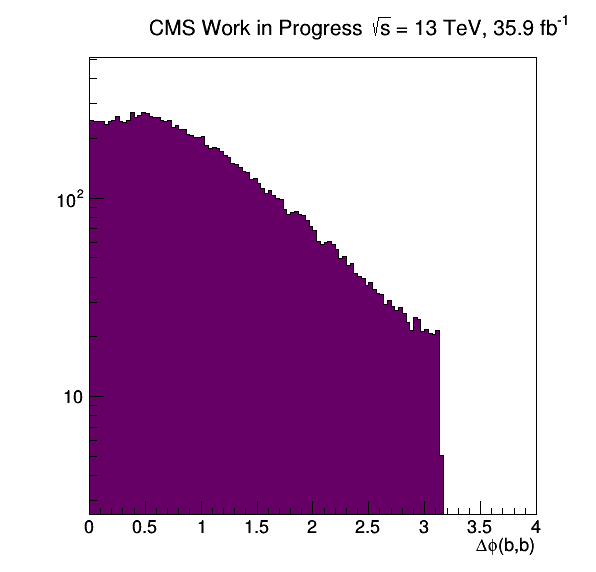 CMS Work in Progress √s = 13 TeV, 35.9 fb⁻¹
10²
10
0 0.5 1 1.5 2 2.5 3 3.5 4
Δϕ(b,b)